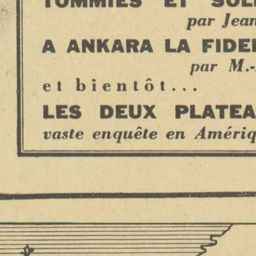 TOMMIES ET
par Jean
A ANKARA LA
par M.-
et bientôt...
LES DEUX
vaste enquête en